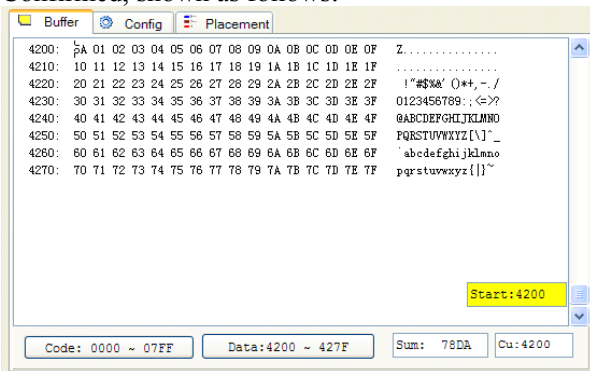 Confirmed, shown as follows:
Buffer Config Placement
4200: 5A 01 02 03 04 05 06 07 08 09 0A 0B 0C 0D 0E 0F Z...............
4210: 10 11 12 13 14 15 16 17 18 19 1A 1B 1C 1D 1E 1F ................
4220: 20 21 22 23 24 25 26 27 28 29 2A 2B 2C 2D 2E 2F !"#$%&' ()*+,-./
4230: 30 31 32 33 34 35 36 37 38 39 3A 3B 3C 3D 3E 3F 0123456789:;<=>?
4240: 40 41 42 43 44 45 46 47 48 49 4A 4B 4C 4D 4E 4F @ABCDEFGHIJKLMNO
4250: 50 51 52 53 54 55 56 57 58 59 5A 5B 5C 5D 5E 5F PQRSTUVWXYZ[\]^_
4260: 60 61 62 63 64 65 66 67 68 69 6A 6B 6C 6D 6E 6F `abcdefghijklmno
4270: 70 71 72 73 74 75 76 77 78 79 7A 7B 7C 7D 7E 7F pqrstuvwxyz{|}~
Start:4200
Code: 0000 ~ 07FF Data:4200 ~ 427F Sum: 78DA Cu:4200